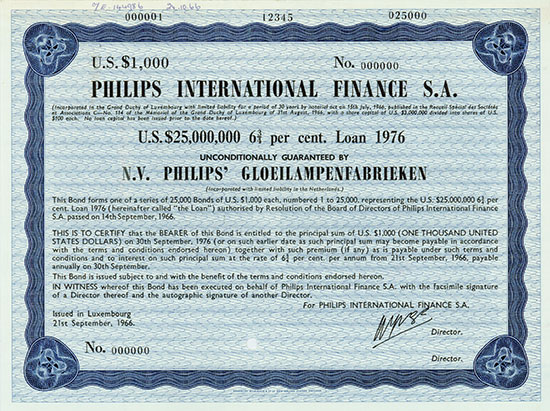 000001 12345 025000
U.S. $1,000 No. 000000
PHILIPS INTERNATIONAL FINANCE S.A.
(Incorporated in the Grand Duchy of Luxembourg with limited liability for a period of 30 years by notarial act on 15th July, 1966, published in the Recueil Spécial des Sociétés
et Associations C—No. 114 of the Memorial of the Grand Duchy of Luxembourg of 31st August, 1966, with a share capital of U.S. $3,000,000 divided into shares of U.S.
$100 each. No loan capital has been issued prior to the date hereof.)
U.S.$25,000,000 6¾ per cent. Loan 1976
UNCONDITIONALLY GUARANTEED BY
N.V. PHILIPS' GLOEILAMPENFABRIEKEN
(Incorporated with limited liability in the Netherlands.)
This Bond forms one of a series of 25,000 Bonds of U.S. $1,000 each, numbered 1 to 25,000, representing the U.S. $25,000,000 6¾ per
cent. Loan 1976 (hereinafter called "the Loan") authorised by Resolution of the Board of Directors of Philips International Finance
S.A. passed on 14th September, 1966.
THIS IS TO CERTIFY that the BEARER of this Bond is entitled to the principal sum of U.S. $1,000 (ONE THOUSAND UNITED
STATES DOLLARS) on 30th September, 1976 (or on such earlier date as such principal sum may become payable in accordance
with the terms and conditions endorsed hereon) together with such premium (if any) as is payable under such terms and
conditions and to interest on such principal sum at the rate of 6¾ per cent. per annum from 21st September, 1966, payable
annually on 30th September.
This Bond is issued subject to and with the benefit of the terms and conditions endorsed hereon.
IN WITNESS whereof this Bond has been executed on behalf of Philips International Finance S.A. with the facsimile signature
of a Director thereof and the autographic signature of another Director.
For PHILIPS INTERNATIONAL FINANCE S.A.
Issued in Luxembourg
21st September, 1966.
Director.
No. 000000
Director.